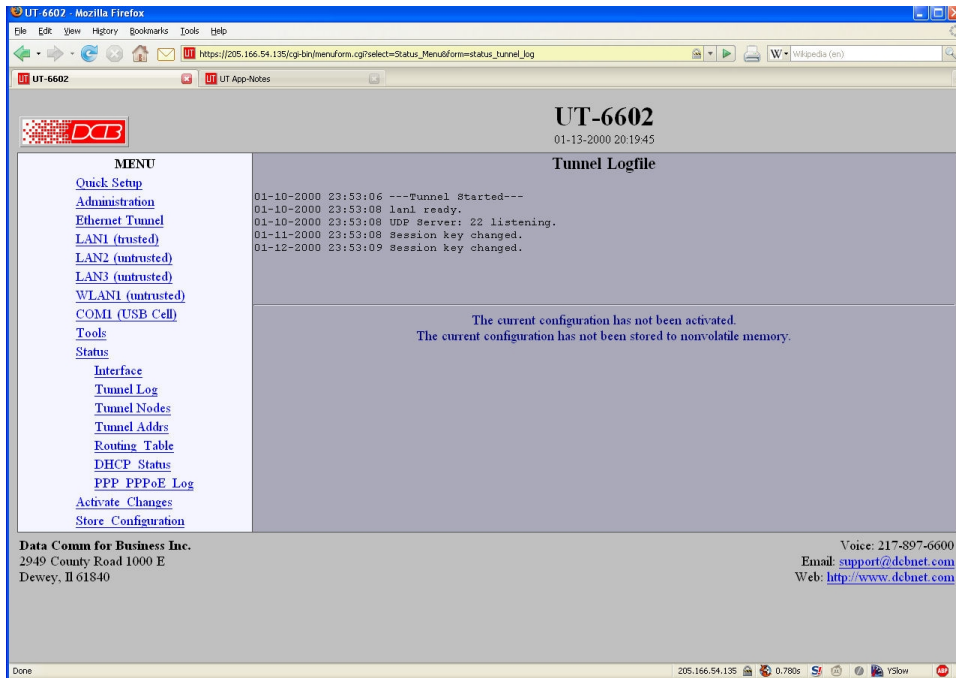 UT-6602 - Mozilla Firefox
File Edit View History Bookmarks Tools Help
https://205.166.54.135/cgi-bin/menuform.cgi?select=Status_Menu&form=status_tunnel_log
Wikipedia (en)
UT-6602
UT App-Notes
DCB
UT-6602
01-13-2000 20:19:45
MENU
Quick Setup
Administration
Ethernet Tunnel
LAN1 (trusted)
LAN2 (untrusted)
LAN3 (untrusted)
WLAN1 (untrusted)
COM1 (USB Cell)
Tools
Status
Interface
Tunnel Log
Tunnel Nodes
Tunnel Addrs
Routing Table
DHCP Status
PPP PPPoE Log
Activate Changes
Store Configuration
Tunnel Logfile
01-10-2000 23:53:06 ---Tunnel Started---
01-10-2000 23:53:08 lan1 ready.
01-10-2000 23:53:08 UDP Server: 22 listening.
01-11-2000 23:53:08 Session key changed.
01-12-2000 23:53:09 Session key changed.
The current configuration has not been activated.
The current configuration has not been stored to nonvolatile memory.
Data Comm for Business Inc.
2949 County Road 1000 E
Dewey, Il 61840
Voice: 217-897-6600
Email: support@dcbnet.com
Web: http://www.dcbnet.com
Done
205.166.54.135
0.780s
YSlow
ABP